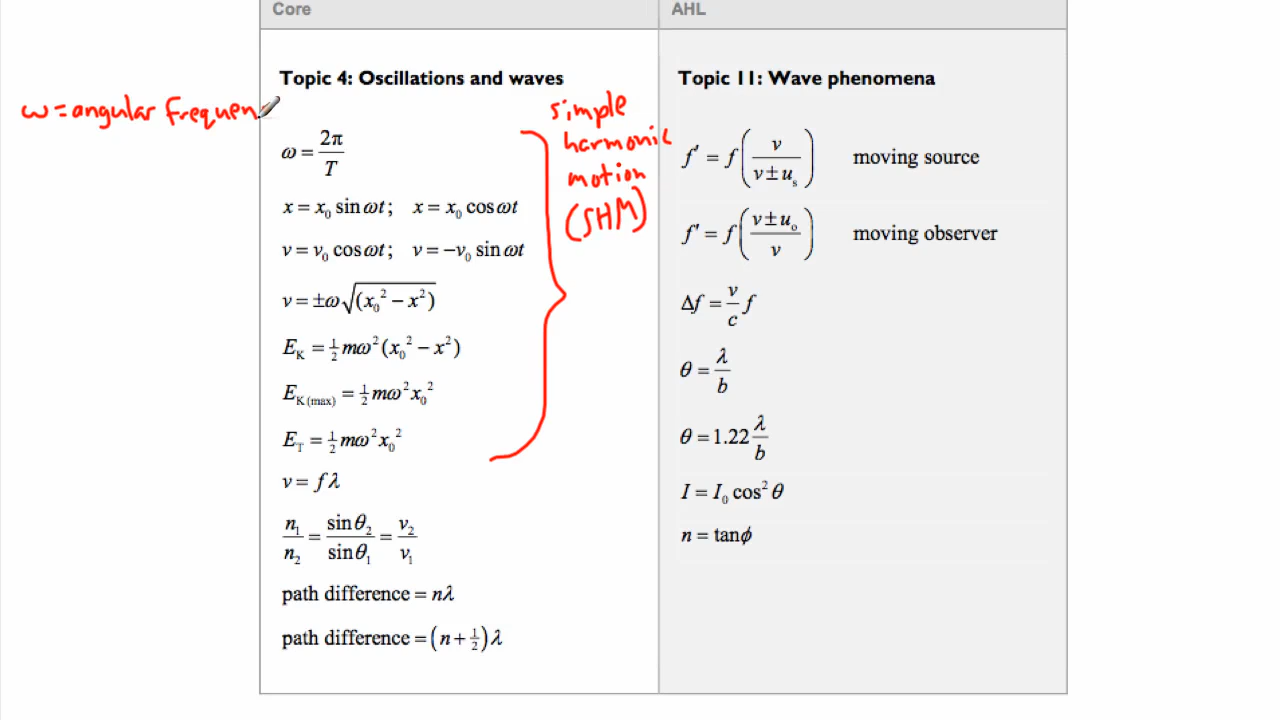 Core
AHL
Topic 4: Oscillations and waves
ω = angular frequen
simple
harmonic
motion
(SHM)
ω = 2π/T
x = x₀ sin ωt;  x = x₀ cos ωt
v = v₀ cos ωt;  v = −v₀ sin ωt
v = ±ω√(x₀² − x²)
E_K = ½mω²(x₀² − x²)
E_K(max) = ½mω²x₀²
E_T = ½mω²x₀²
v = fλ
n₁/n₂ = sinθ₂/sinθ₁ = v₂/v₁
path difference = nλ
path difference = (n + ½)λ
Topic 11: Wave phenomena
f′ = f(v/(v ± u_s))  moving source
f′ = f((v ± u_o)/v)  moving observer
Δf = (v/c) f
θ = λ/b
θ = 1.22 λ/b
I = I₀ cos² θ
n = tanϕ